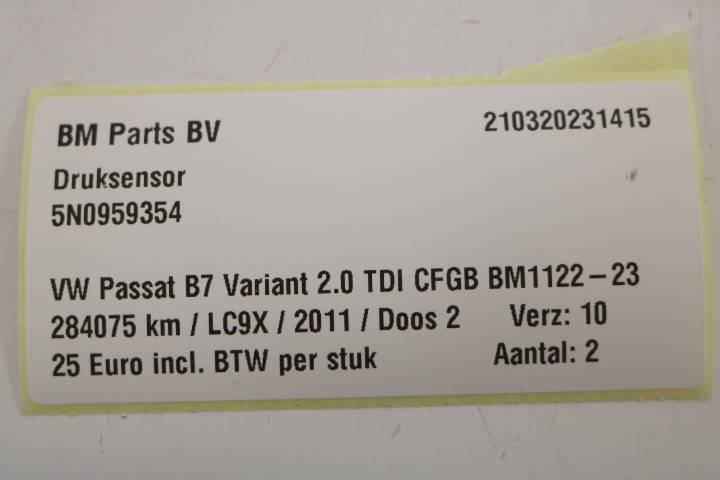 BM Parts BV 210320231415
Druksensor
5N0959354
VW Passat B7 Variant 2.0 TDI CFGB BM1122-23
284075 km / LC9X / 2011 / Doos 2 Verz: 10
25 Euro incl. BTW per stuk Aantal: 2